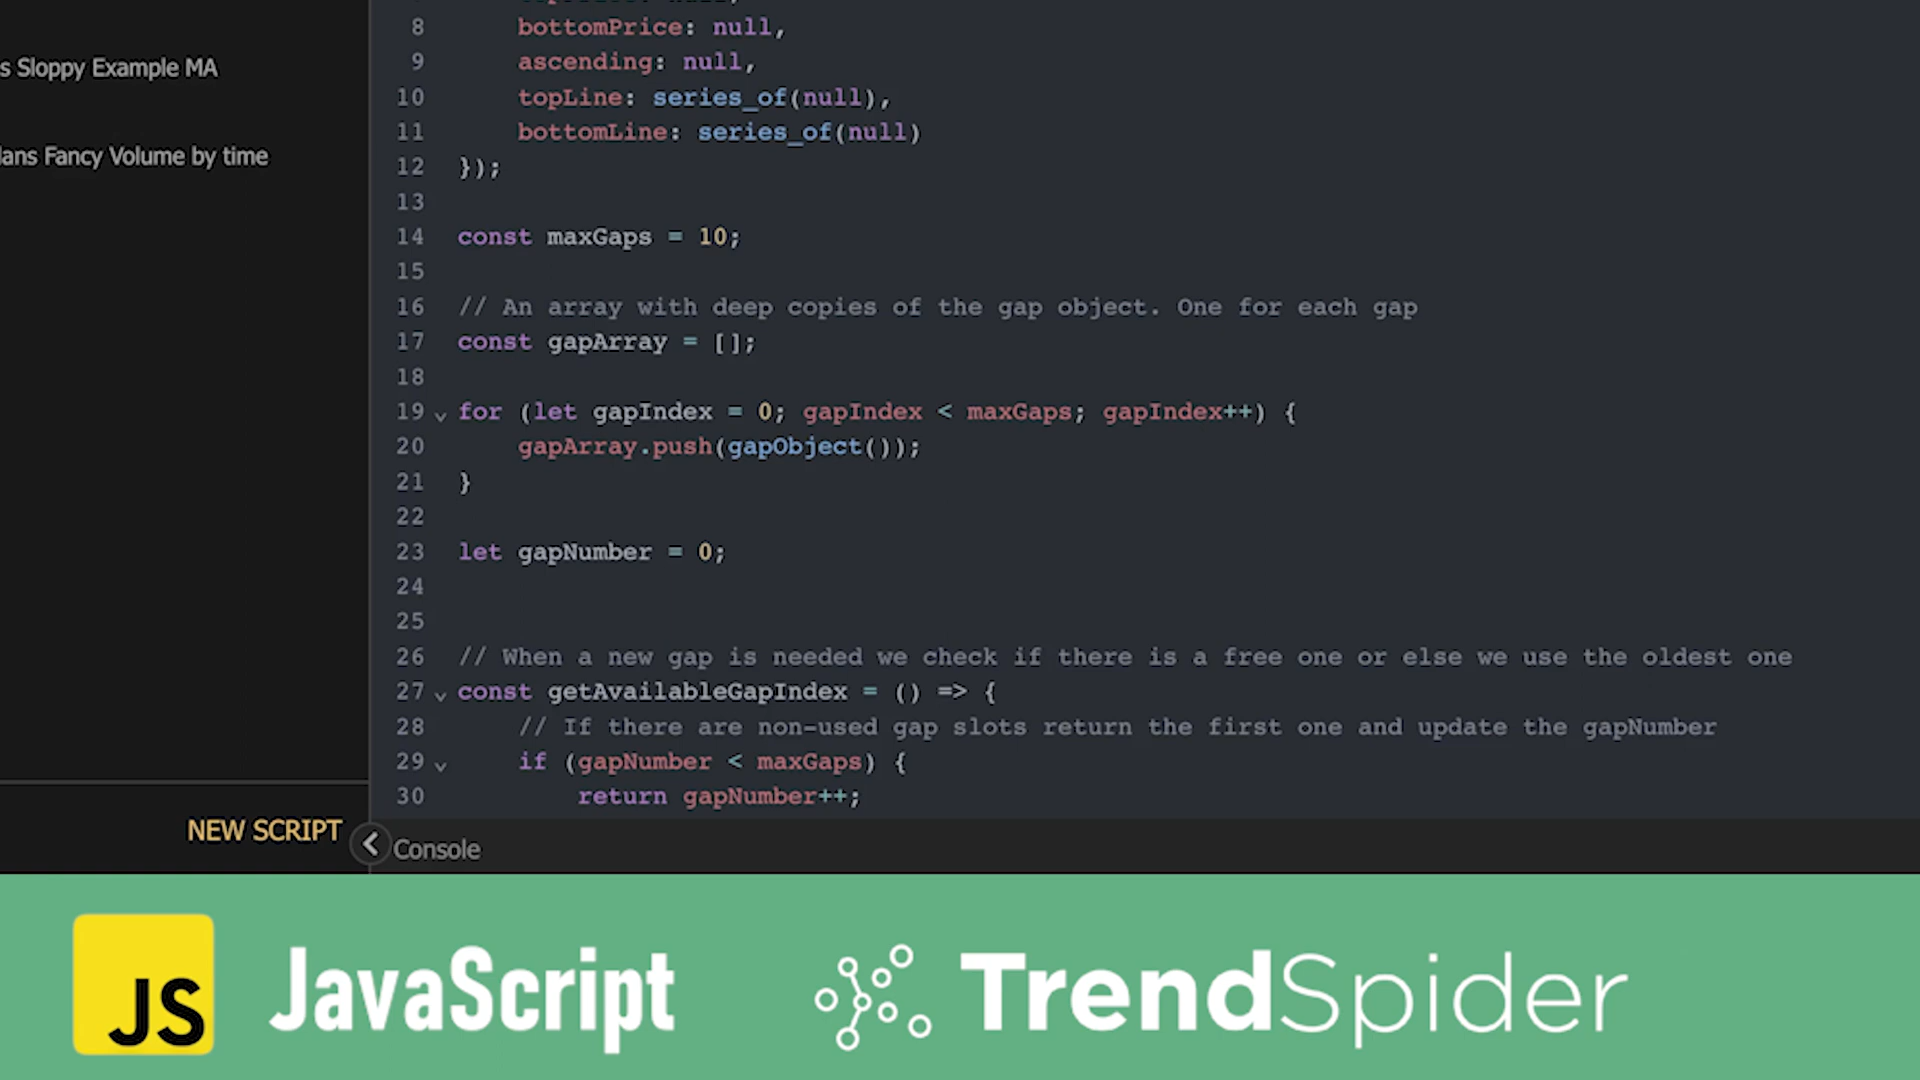 s Sloppy Example MA
lans Fancy Volume by time
8 bottomPrice: null,
9 ascending: null,
10 topLine: series_of(null),
11 bottomLine: series_of(null)
12 });
13
14 const maxGaps = 10;
15
16 // An array with deep copies of the gap object. One for each gap
17 const gapArray = [];
18
19 for (let gapIndex = 0; gapIndex < maxGaps; gapIndex++) {
20 gapArray.push(gapObject());
21 }
22
23 let gapNumber = 0;
24
25
26 // When a new gap is needed we check if there is a free one or else we use the oldest one
27 const getAvailableGapIndex = () => {
28 // If there are non-used gap slots return the first one and update the gapNumber
29 if (gapNumber < maxGaps) {
30 return gapNumber++;
NEW SCRIPT
Console
JS JavaScript TrendSpider